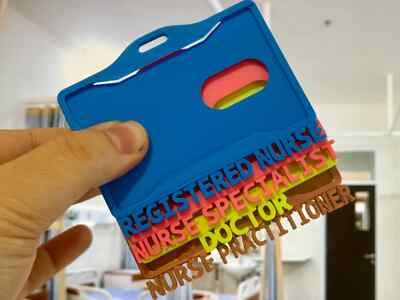 REGISTERED NURSE
NURSE SPECIALIST
DOCTOR
NURSE PRACTITIONER